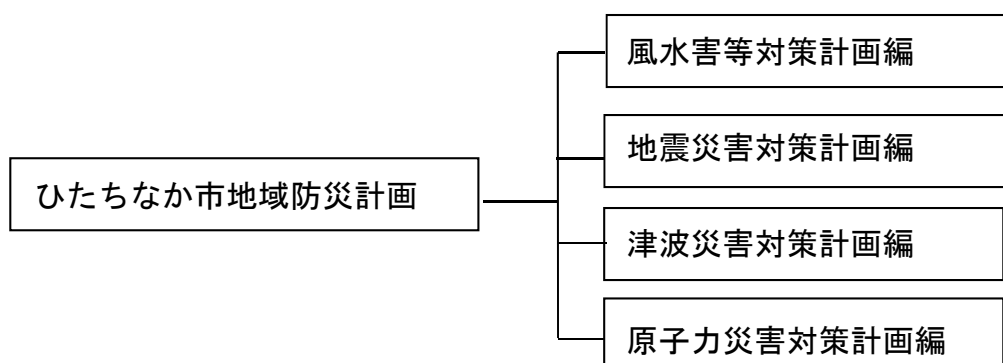 風水害等対策計画編
地震災害対策計画編
ひたちなか市地域防災計画
津波災害対策計画編
原子力災害対策計画編